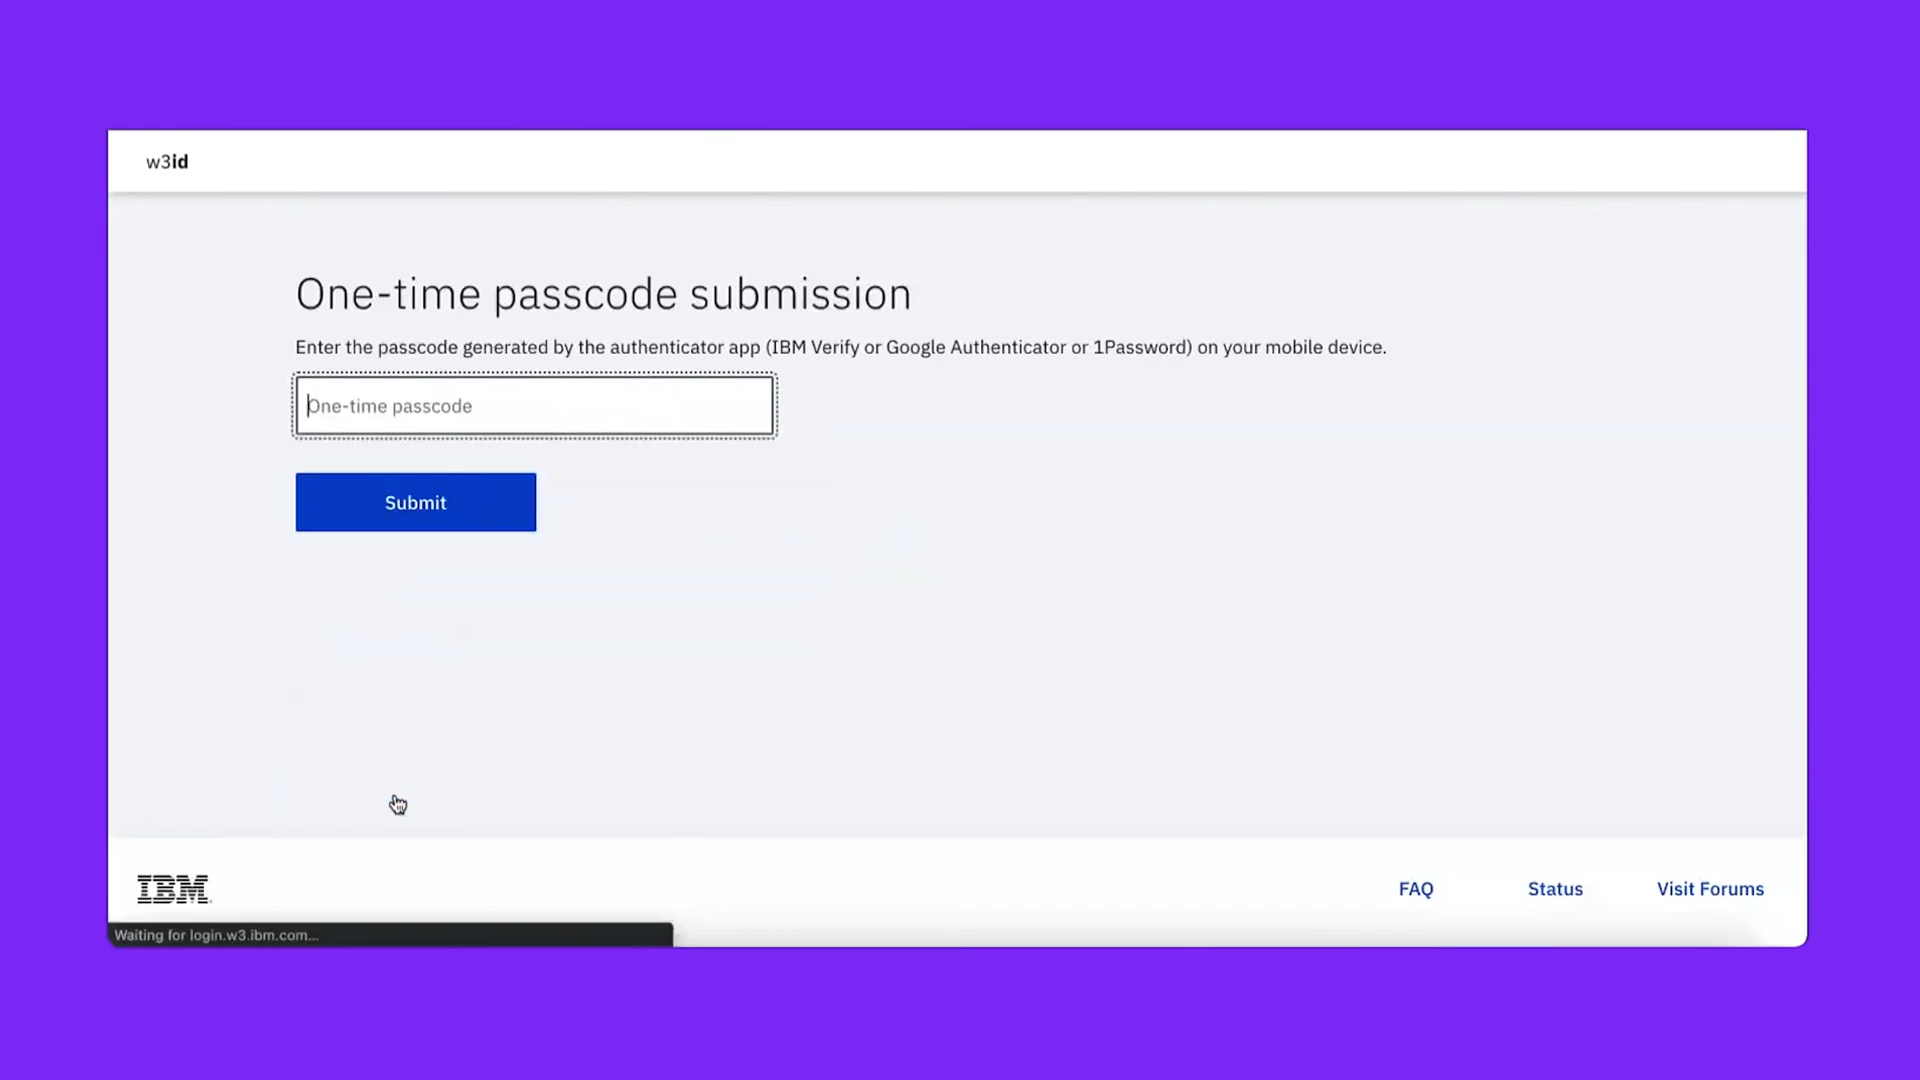 w3id
One-time passcode submission
Enter the passcode generated by the authenticator app (IBM Verify or Google Authenticator or 1Password) on your mobile device.
One-time passcode
Submit
IBM
FAQ Status Visit Forums
Waiting for login.w3.ibm.com...